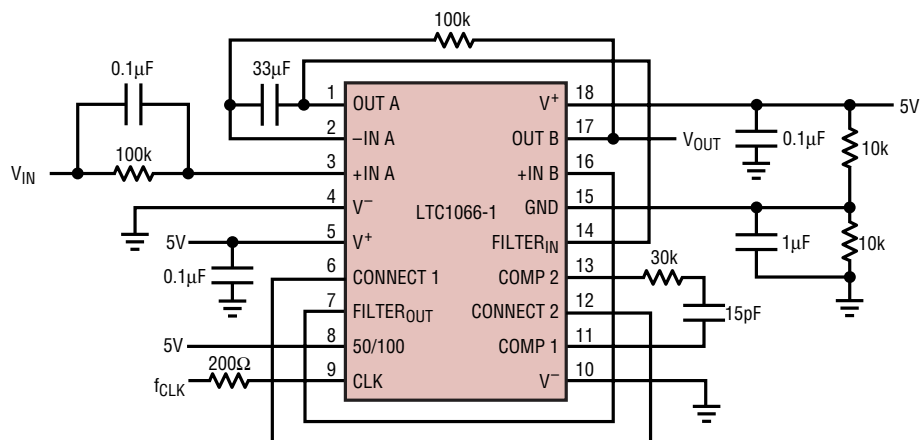 100k
0.1µF
33µF
1 OUT A
V+ 18
5V
2 –IN A
OUT B 17
VOUT
0.1µF
10k
VIN
100k
3 +IN A
+IN B 16
4 V–
LTC1066-1
GND 15
5V
5 V+
FILTERIN 14
1µF
10k
0.1µF
6 CONNECT 1
COMP 2 13
30k
7 FILTEROUT
CONNECT 2 12
15pF
5V
8 50/100
COMP 1 11
fCLK
200Ω
9 CLK
V– 10